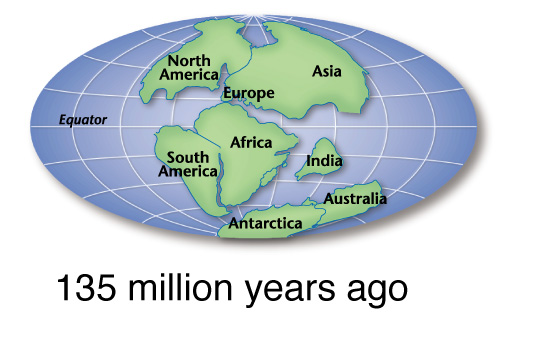 North
America
Asia
Europe
Equator
Africa
South
America
India
Australia
Antarctica
135 million years ago